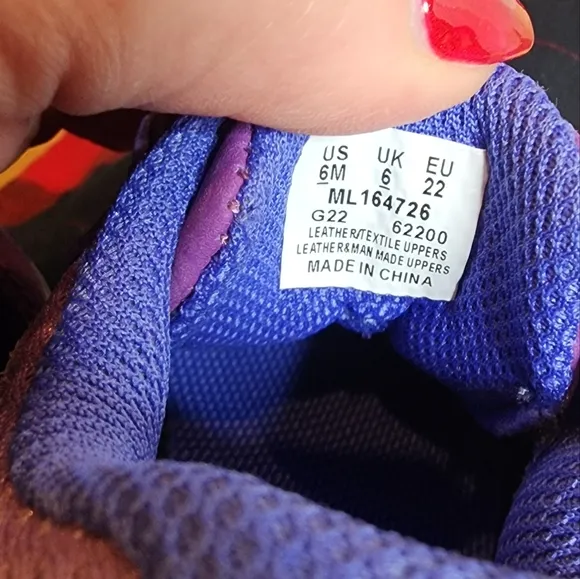 US UK EU
6M 6 22
ML164726
G22 62200
LEATHER/TEXTILE UPPERS
LEATHER&MAN MADE UPPERS
MADE IN CHINA